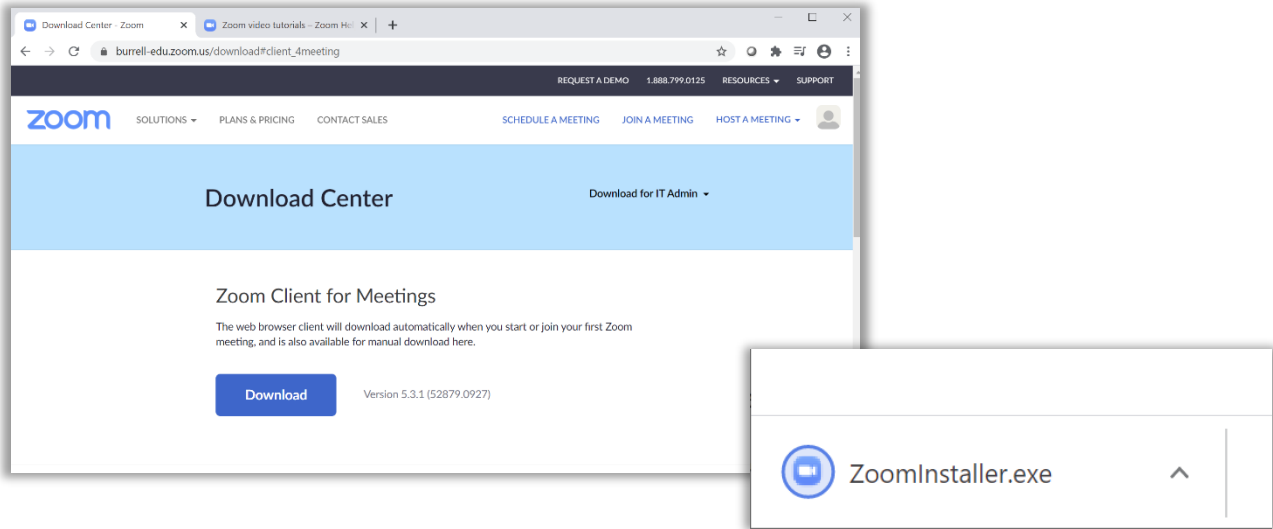 Download Center - Zoom
Zoom video tutorials – Zoom Hel
burrell-edu.zoom.us/download#client_4meeting
REQUEST A DEMO 1.888.799.0125 RESOURCES SUPPORT
zoom SOLUTIONS PLANS & PRICING CONTACT SALES SCHEDULE A MEETING JOIN A MEETING HOST A MEETING
Download Center Download for IT Admin
Zoom Client for Meetings
The web browser client will download automatically when you start or join your first Zoom
meeting, and is also available for manual download here.
Download Version 5.3.1 (52879.0927)
ZoomInstaller.exe